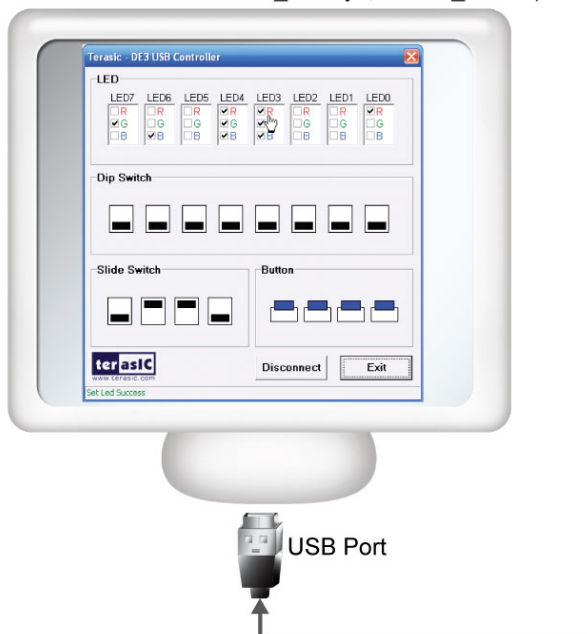 Terasic - DE3 USB Controller
LED
LED7 LED6 LED5 LED4 LED3 LED2 LED1 LED0
R R R R R R R R
G G G G G G G
B B B B B B B B
Dip Switch
Slide Switch Button
terasIC
www.terasic.com
Disconnect Exit
Set Led Success
USB Port